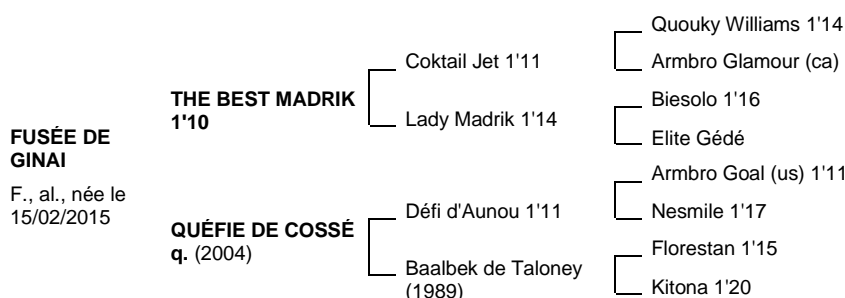 FUSÉE DE
GINAI
F., al., née le
15/02/2015
THE BEST MADRIK
1'10
QUÉFIE DE COSSÉ
q. (2004)
Coktail Jet 1'11
Lady Madrik 1'14
Défi d'Aunou 1'11
Baalbek de Taloney
(1989)
Quouky Williams 1'14
Armbro Glamour (ca)
Biesolo 1'16
Elite Gédé
Armbro Goal (us) 1'11
Nesmile 1'17
Florestan 1'15
Kitona 1'20